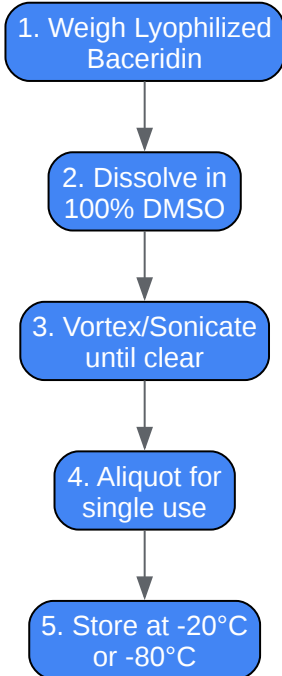 1. Weigh Lyophilized
Baceridin
2. Dissolve in
100% DMSO
3. Vortex/Sonicate
until clear
4. Aliquot for
single use
5. Store at -20°C
or -80°C